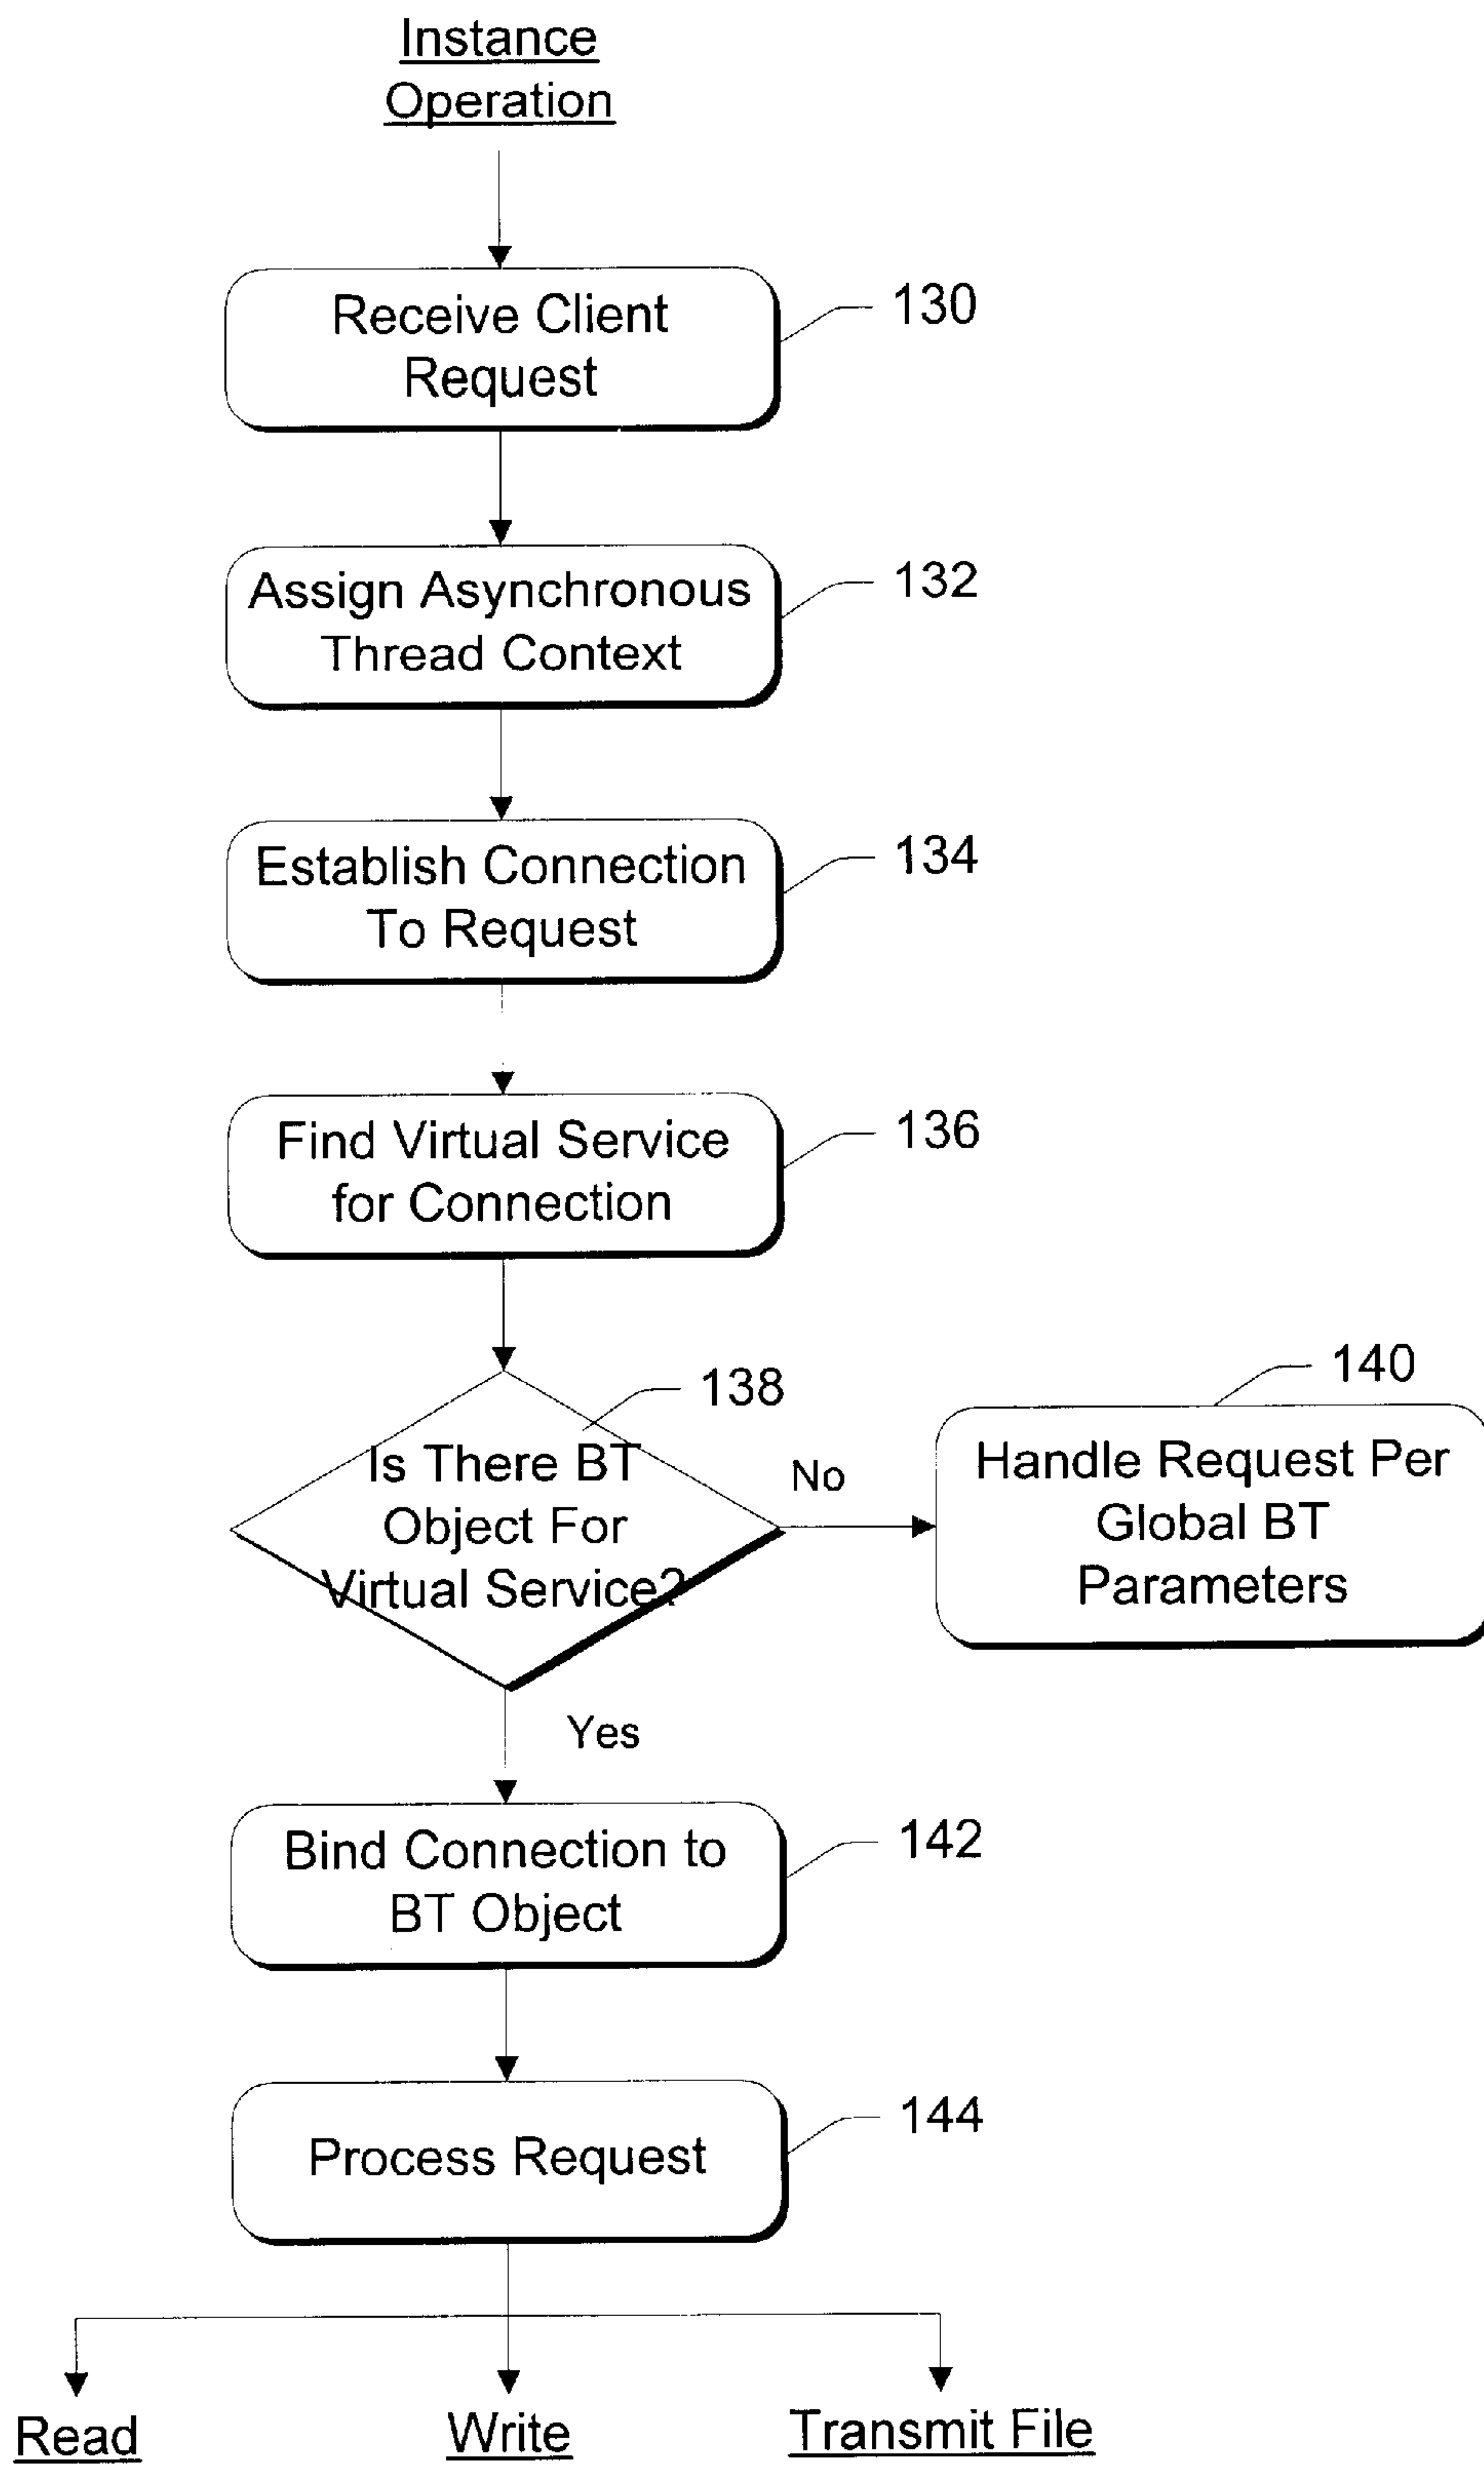 Instance
Operation
Receive Client
Request
130
Assign Asynchronous
Thread Context
132
Establish Connection
To Request
134
Find Virtual Service
for Connection
136
138
Is There BT
Object For
Virtual Service?
No
140
Handle Request Per
Global BT
Parameters
Yes
Bind Connection to
BT Object
142
Process Request
144
Read
Write
Transmit File